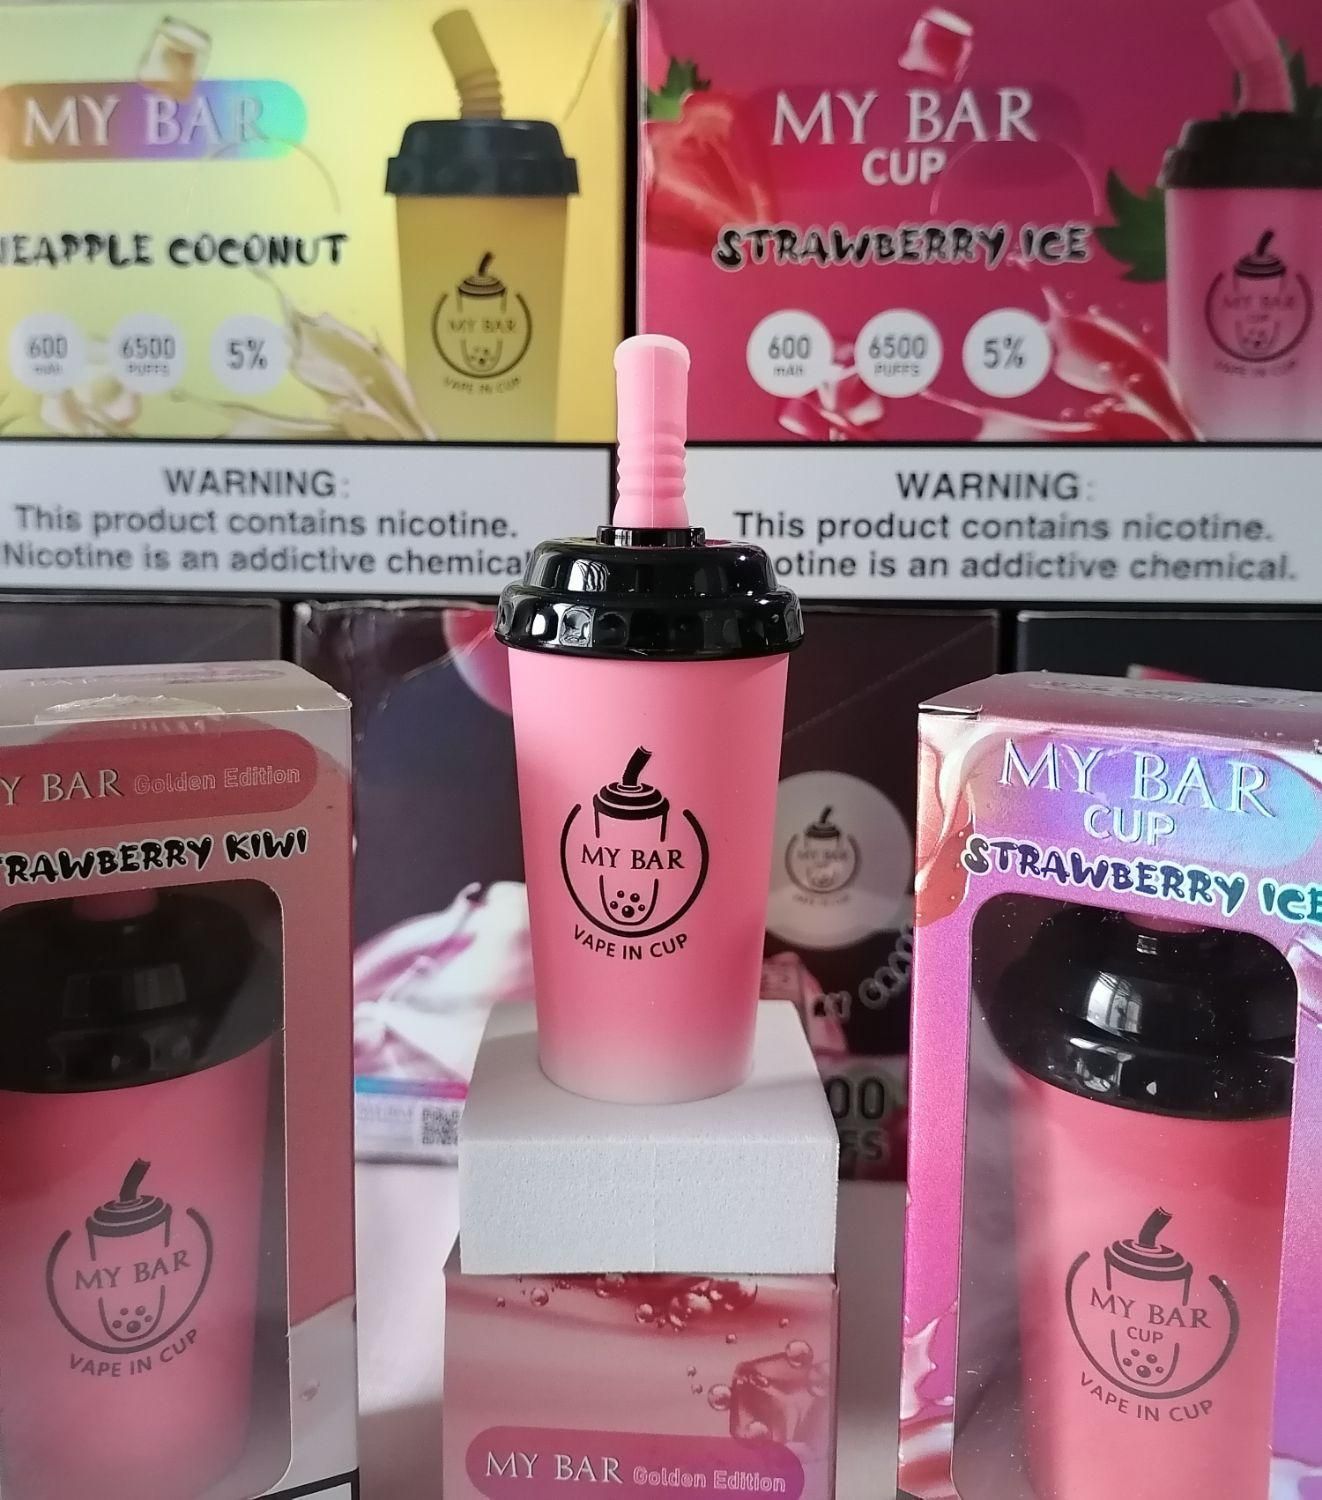 MY BAR
COCONUT
600
mAh
6500
PUFFS
5%
MY BAR
VAPE IN CUP
WARNING:
This product contains nicotine.
Nicotine is an addictive
MY BAR
CUP
STRAWBERRY ICE
600
mAh
6500
PUFFS
5%
MY BAR
CUP
VAPE IN CUP
WARNING:
This product contains nicotine.
is an addictive chemical.
MY BAR
VAPE IN CUP
BAR Golden Edition
KIWI
MY BAR
VAPE IN CUP
MY BAR
MY BAR
CUP
STRAWBERRY ICE
MY BAR
CUP
VAPE IN CUP
MY BAR Golden Edition